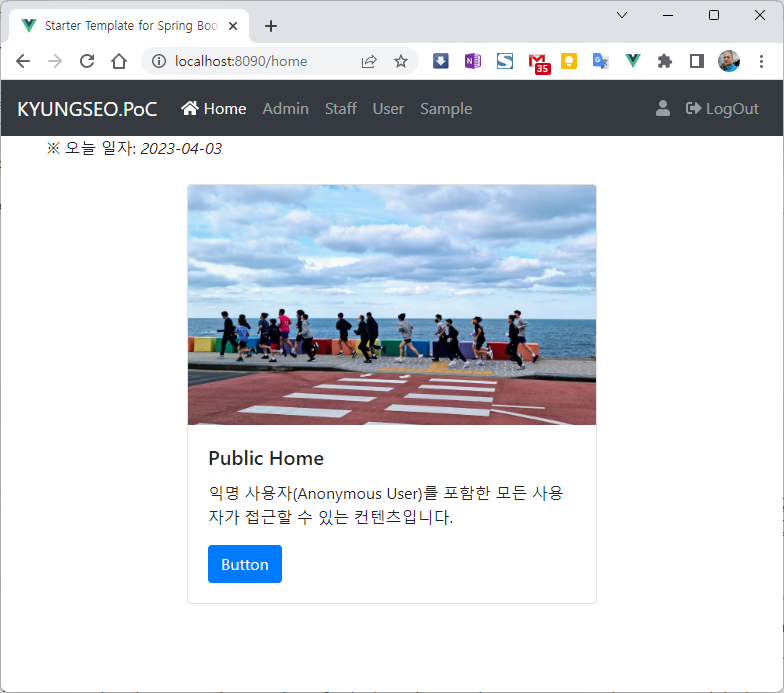 Starter Template for Spring Boo
localhost:8090/home
35
KYUNGSEO.PoC Home Admin Staff User Sample LogOut
※ 오늘 일자: 2023-04-03
Public Home
익명 사용자(Anonymous User)를 포함한 모든 사용
자가 접근할 수 있는 컨텐츠입니다.
Button